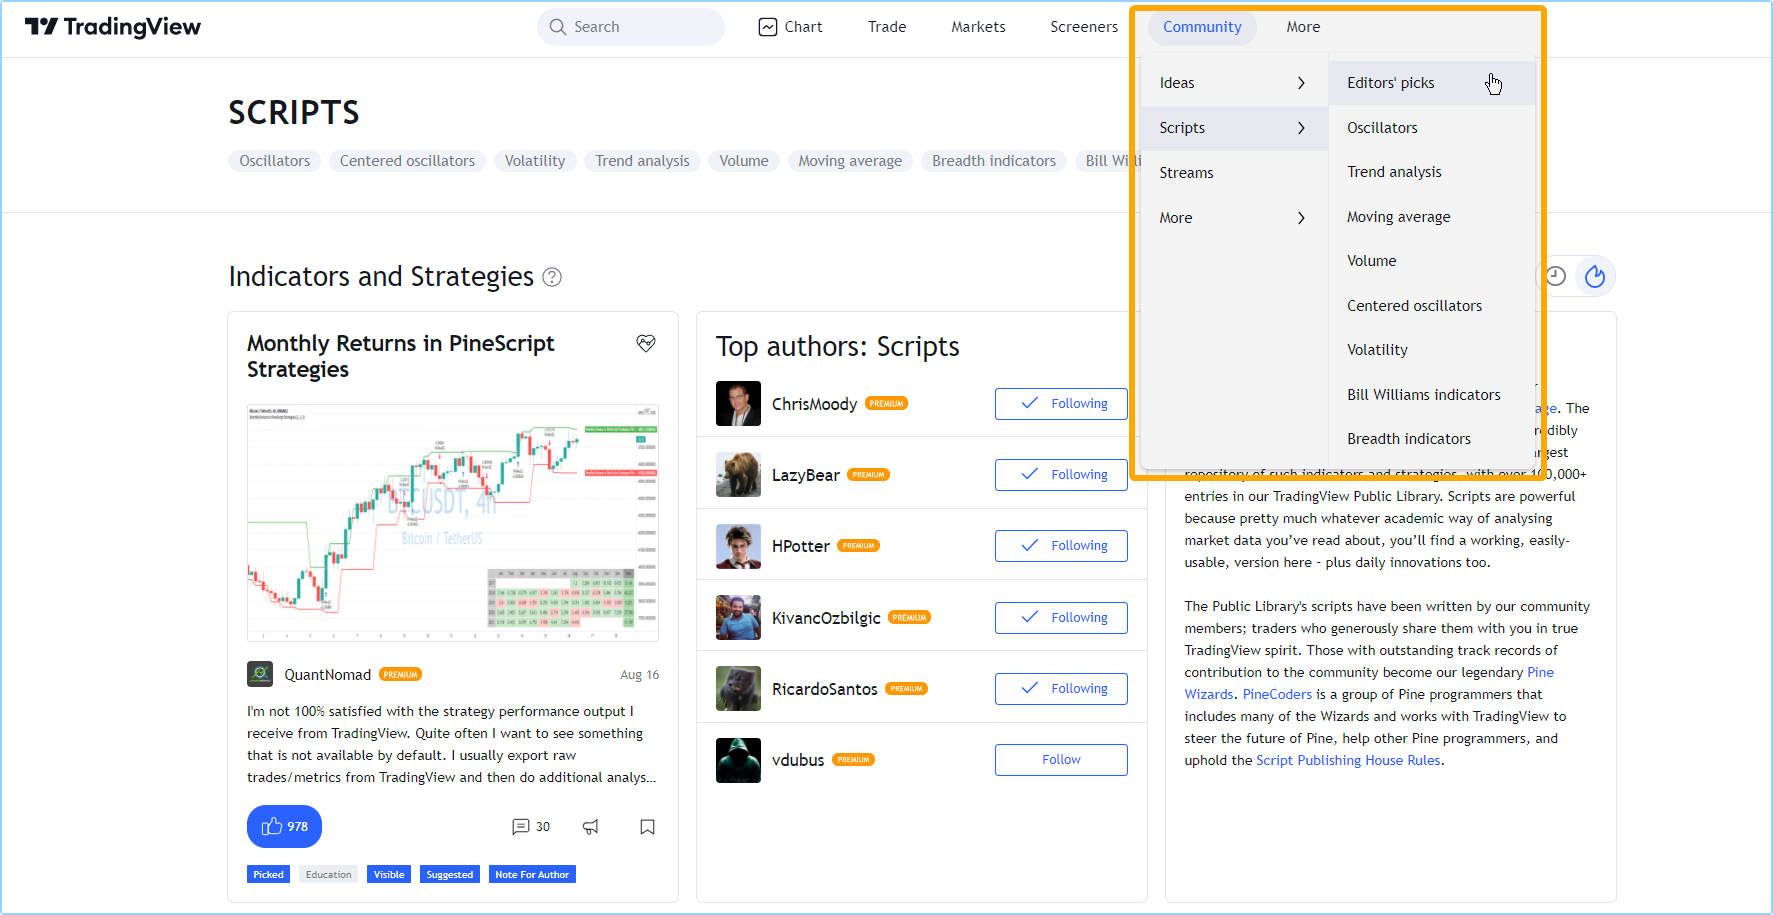 TradingView
Search
Chart
Trade
Markets
Screeners
Community
More
Ideas
Scripts
Streams
More
Editors' picks
Oscillators
Trend analysis
Moving average
Volume
Centered oscillators
Volatility
Bill Williams indicators
Breadth indicators
SCRIPTS
Oscillators
Centered oscillators
Volatility
Trend analysis
Volume
Moving average
Breadth indicators
Bill Willi
Indicators and Strategies
Monthly Returns in PineScript
Strategies
BTCUSDT, 4h
Bitcoin / TetherUS
QuantNomad PREMIUM
Aug 16
I'm not 100% satisfied with the strategy performance output I
receive from TradingView. Quite often I want to see something
that is not available by default. I usually export raw
trades/metrics from TradingView and then do additional analys...
978
30
Picked
Education
Visible
Suggested
Note For Author
Top authors: Scripts
ChrisMoody PREMIUM
Following
LazyBear PREMIUM
Following
HPotter PREMIUM
Following
KivancOzbilgic PREMIUM
Following
RicardoSantos PREMIUM
Following
vdubus PREMIUM
Follow
age. The
redibly
rgest
repository of such indicators and strategies, with over 100,000+
entries in our TradingView Public Library. Scripts are powerful
because pretty much whatever academic way of analysing
market data you've read about, you'll find a working, easily-
usable, version here - plus daily innovations too.
The Public Library's scripts have been written by our community
members; traders who generously share them with you in true
TradingView spirit. Those with outstanding track records of
contribution to the community become our legendary Pine
Wizards. PineCoders is a group of Pine programmers that
includes many of the Wizards and works with TradingView to
steer the future of Pine, help other Pine programmers, and
uphold the Script Publishing House Rules.